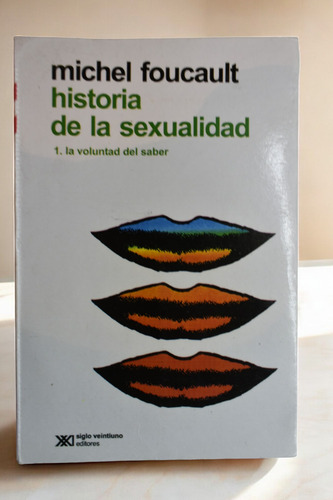 michel foucault
historia
de la sexualidad
1. la voluntad del saber
siglo veintiuno
editores